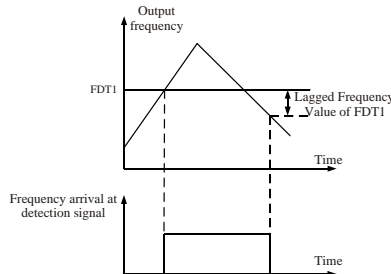 Output
frequency
FDT1
Lagged Frequency
Value of FDT1
Time
Frequency arrival at
detection signal
Time